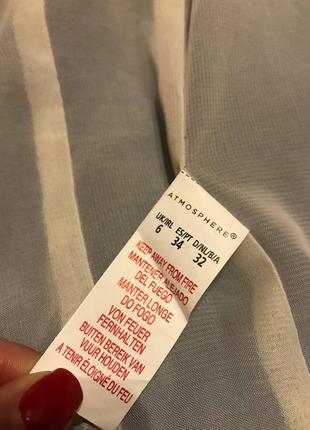 ATMOSPHERE®
UK/IRL ES/PT D/NL/B/A
6 34 32
KEEP AWAY FROM FIRE
MANTENER ALEJADO
DEL FUEGO
MANTER LONGE
DO FOGO
VON FEUER
FERNHALTEN
BUITEN BEREIK VAN
VUUR HOUDEN
A TENIR ÉLOIGNÉ DU FEU